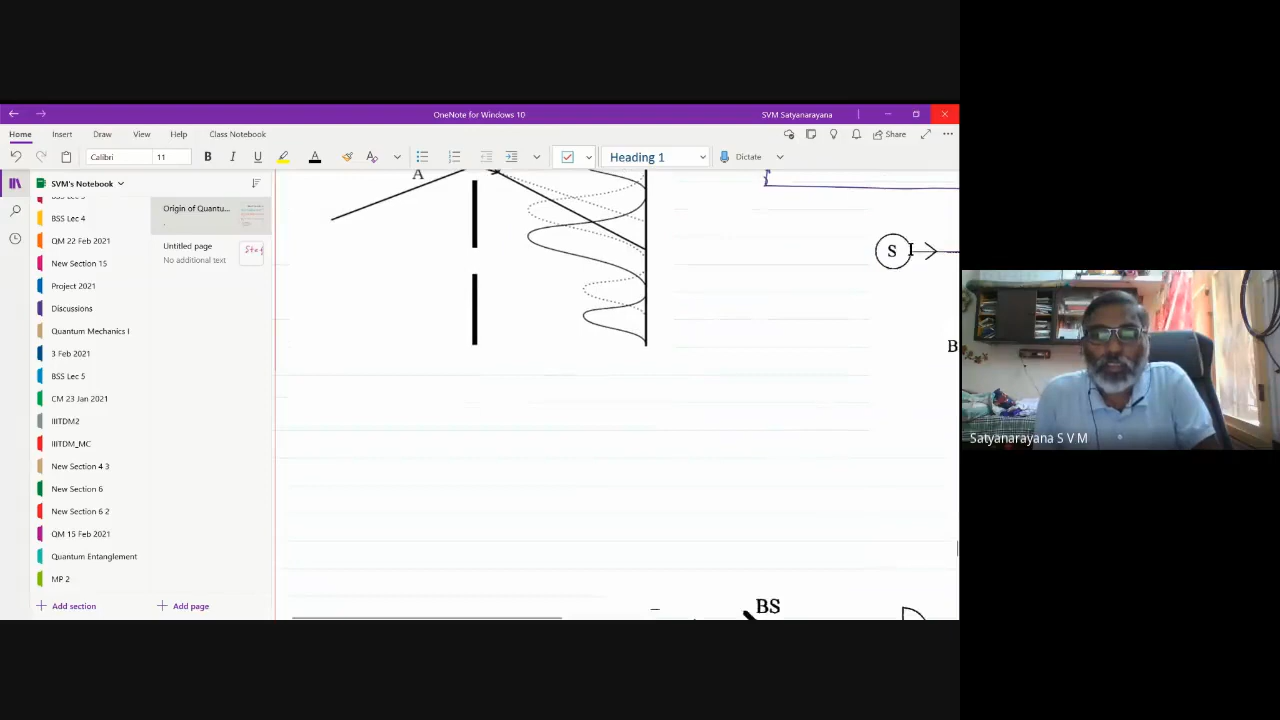 OneNote for Windows 10
SVM Satyanarayana
Home
Insert
Draw
View
Help
Class Notebook
Share
Calibri
11
B
I
U
A
Heading 1
Dictate
SVM's Notebook
BSS Lec 4
QM 22 Feb 2021
New Section 15
Project 2021
Discussions
Quantum Mechanics I
3 Feb 2021
BSS Lec 5
CM 23 Jan 2021
IIITDM2
IIITDM_MC
New Section 4 3
New Section 6
New Section 6 2
QM 15 Feb 2021
Quantum Entanglement
MP 2
Add section
Origin of Quantu...
Untitled page
No additional text
Add page
A
S
B
BS
Satyanarayana S V M